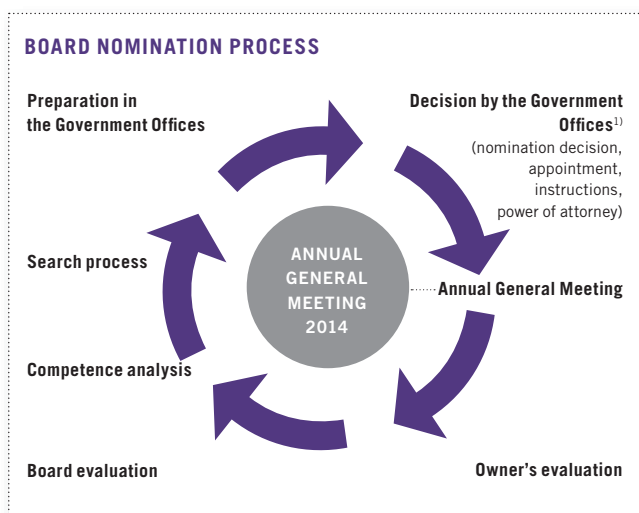 BOARD NOMINATION PROCESS
Preparation in
the Government Offices
Decision by the Government
Offices1)
(nomination decision,
appointment,
instructions,
power of attorney)
Search process
ANNUAL
GENERAL
MEETING
2014
Annual General Meeting
Competence analysis
Board evaluation
Owner's evaluation